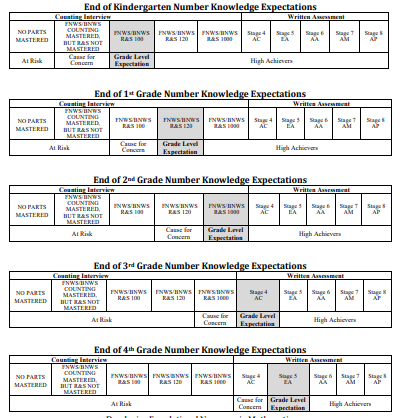 End of Kindergarten Number Knowledge Expectations
Counting Interview Written Assessment
NO PARTS MASTERED
FNWS/BNWS COUNTING MASTERED, BUT R&S NOT MASTERED
FNWS/BNWS R&S 100
FNWS/BNWS R&S 120
FNWS/BNWS R&S 1000
Stage 4 AC
Stage 5 EA
Stage 6 AA
Stage 7 AM
Stage 8 AP
At Risk
Cause for Concern
Grade Level Expectation
High Achievers
End of 1st Grade Number Knowledge Expectations
Counting Interview Written Assessment
NO PARTS MASTERED
FNWS/BNWS COUNTING MASTERED, BUT R&S NOT MASTERED
FNWS/BNWS R&S 100
FNWS/BNWS R&S 120
FNWS/BNWS R&S 1000
Stage 4 AC
Stage 5 EA
Stage 6 AA
Stage 7 AM
Stage 8 AP
At Risk
Cause for Concern
Grade Level Expectation
High Achievers
End of 2nd Grade Number Knowledge Expectations
Counting Interview Written Assessment
NO PARTS MASTERED
FNWS/BNWS COUNTING MASTERED, BUT R&S NOT MASTERED
FNWS/BNWS R&S 100
FNWS/BNWS R&S 120
FNWS/BNWS R&S 1000
Stage 4 AC
Stage 5 EA
Stage 6 AA
Stage 7 AM
Stage 8 AP
At Risk
Cause for Concern
Grade Level Expectation
High Achievers
End of 3rd Grade Number Knowledge Expectations
Counting Interview Written Assessment
NO PARTS MASTERED
FNWS/BNWS COUNTING MASTERED, BUT R&S NOT MASTERED
FNWS/BNWS R&S 100
FNWS/BNWS R&S 120
FNWS/BNWS R&S 1000
Stage 4 AC
Stage 5 EA
Stage 6 AA
Stage 7 AM
Stage 8 AP
At Risk
Cause for Concern
Grade Level Expectation
High Achievers
End of 4th Grade Number Knowledge Expectations
Counting Interview Written Assessment
NO PARTS MASTERED
FNWS/BNWS COUNTING MASTERED, BUT R&S NOT MASTERED
FNWS/BNWS R&S 100
FNWS/BNWS R&S 120
FNWS/BNWS R&S 1000
Stage 4 AC
Stage 5 EA
Stage 6 AA
Stage 7 AM
Stage 8 AP
At Risk
Cause for Concern
Grade Level Expectation
High Achievers